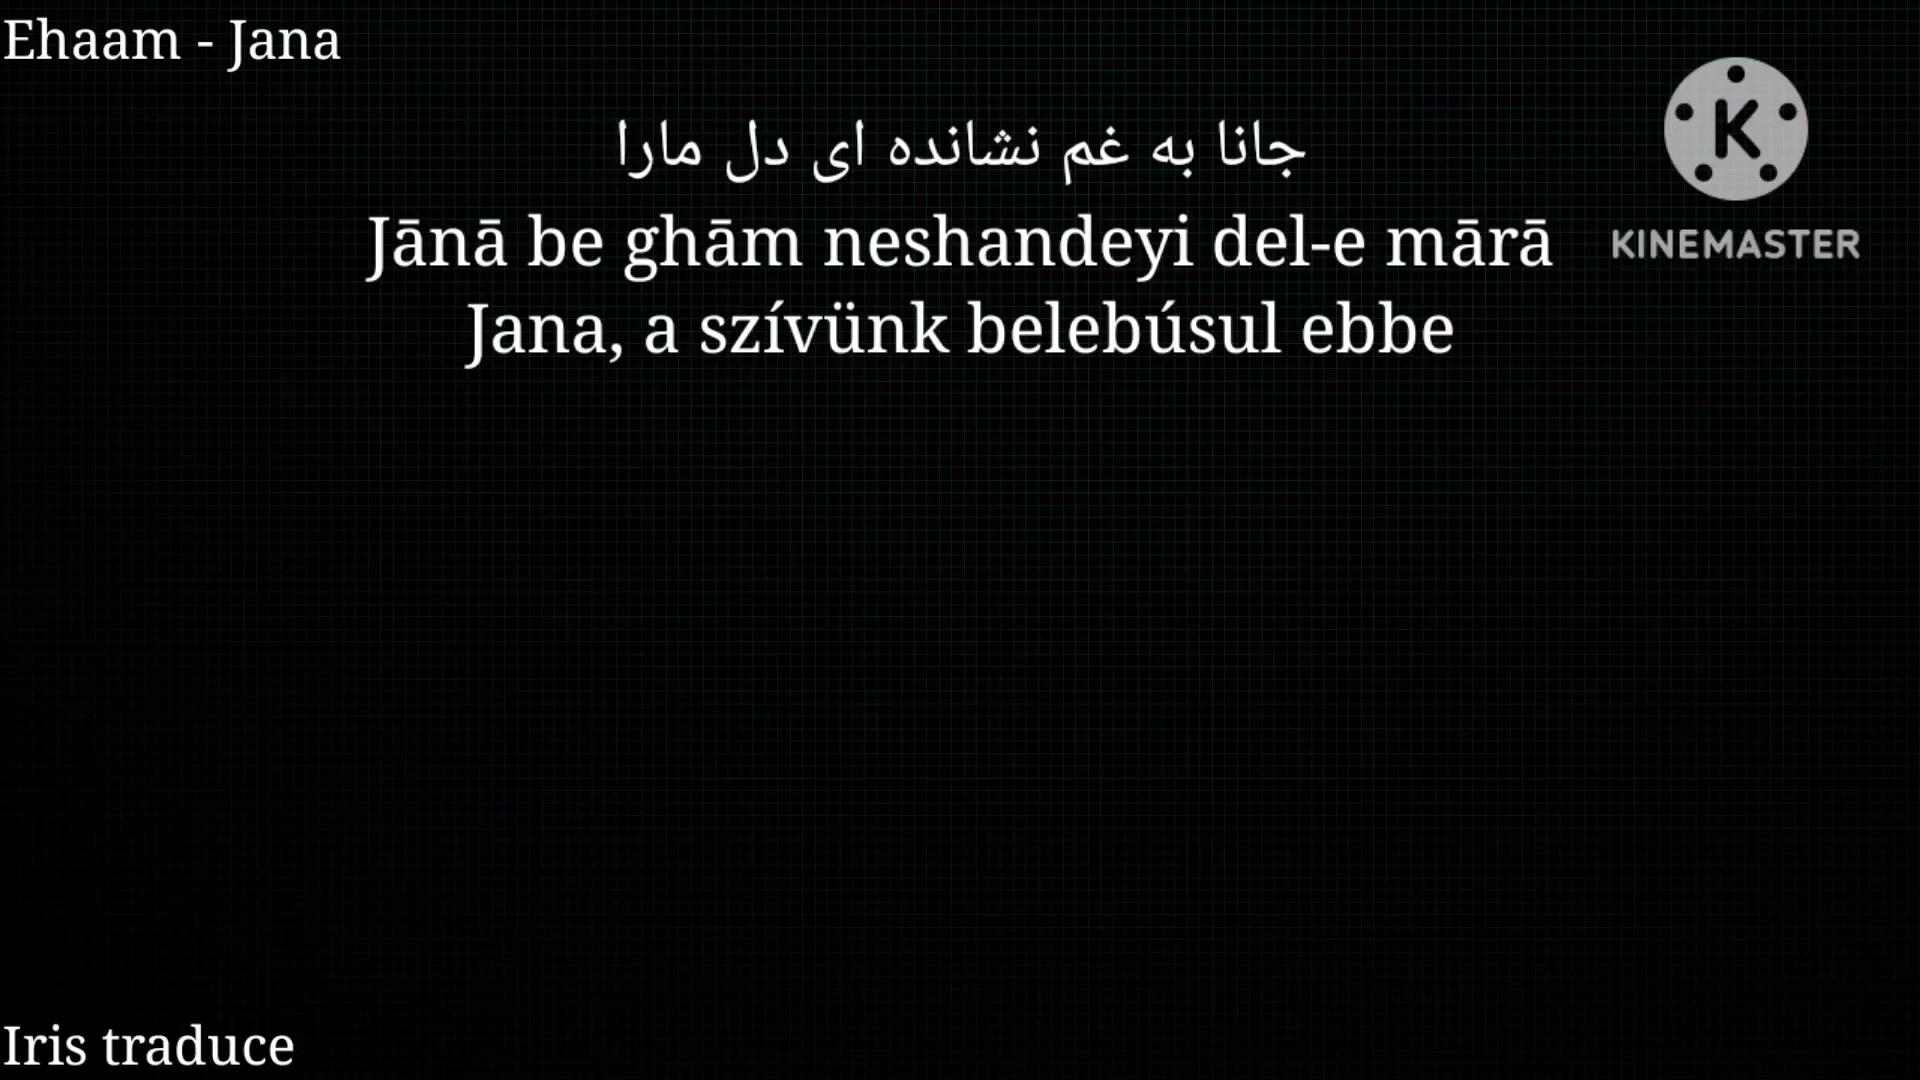 Ehaam - Jana
جانا به غم نشانده ای دل مارا
Jānā be ghām neshandeyi del-e mārā
Jana, a szívünk belebúsul ebbe
K
KINEMASTER
Iris traduce